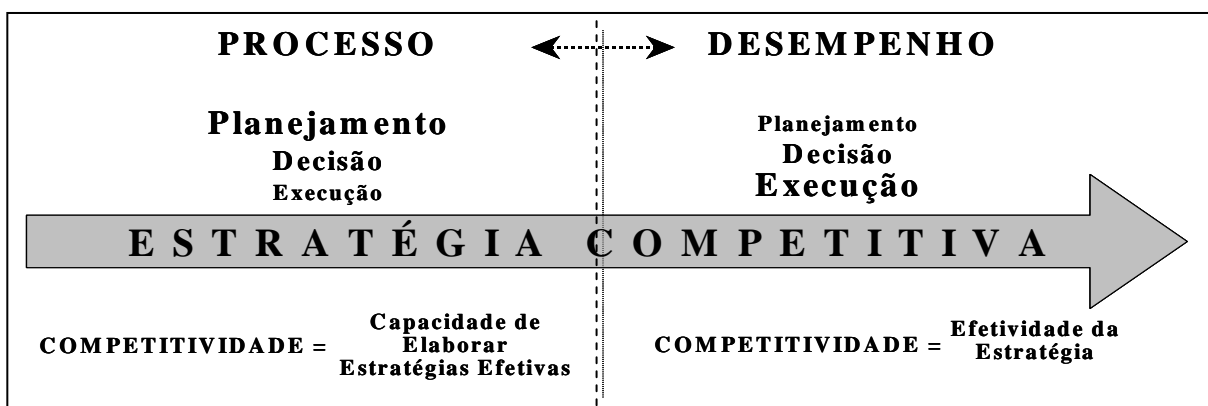 PROCESSO
DESEMPENHO
Planejamento
Decisão
Execução
Planejamento
Decisão
Execução
ESTRATÉGIA COMPETITIVA
COMPETITIVIDADE =
Capacidade de
Elaborar
Estratégias Efetivas
COMPETITIVIDADE =
Efetividade da
Estratégia